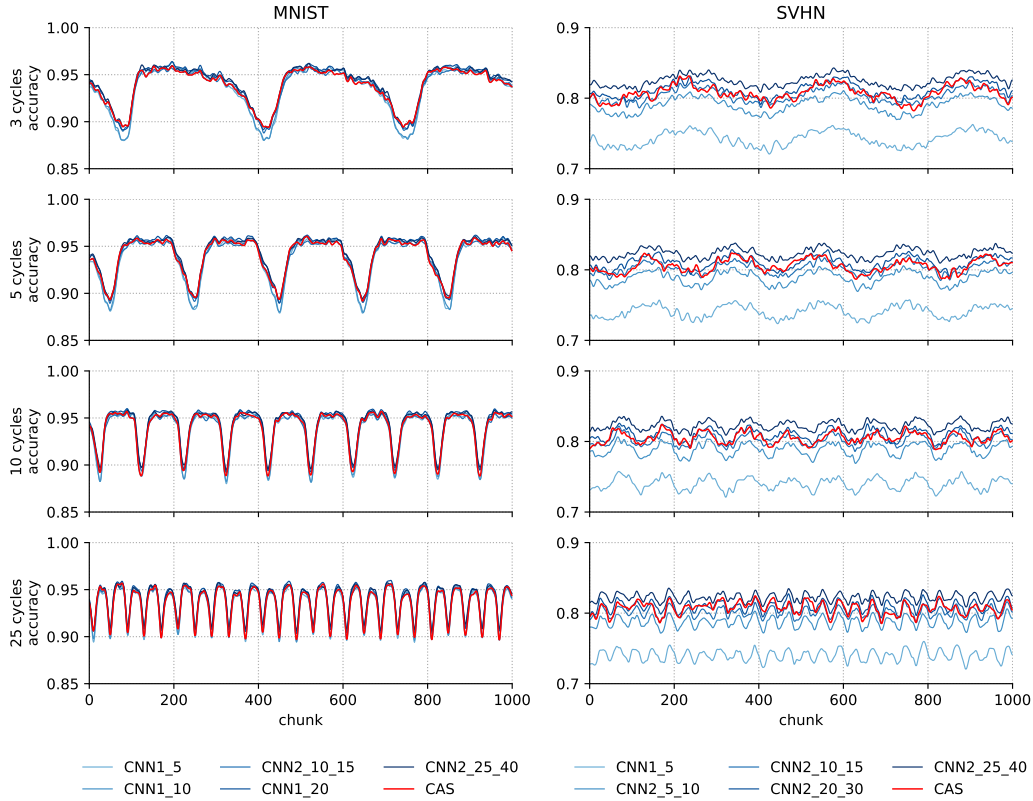 MNIST
SVHN
3 cycles
accuracy
1.00
0.95
0.90
0.85
0.9
0.8
0.7
5 cycles
accuracy
1.00
0.95
0.90
0.85
0.9
0.8
0.7
10 cycles
accuracy
1.00
0.95
0.90
0.85
0.9
0.8
0.7
25 cycles
accuracy
1.00
0.95
0.90
0.85
0 200 400 600 800 1000
chunk
0.9
0.8
0.7
0 200 400 600 800 1000
chunk
CNN1_5 CNN2_10_15 CNN2_25_40
CNN1_10 CNN1_20 CAS
CNN1_5 CNN2_10_15 CNN2_25_40
CNN2_5_10 CNN2_20_30 CAS